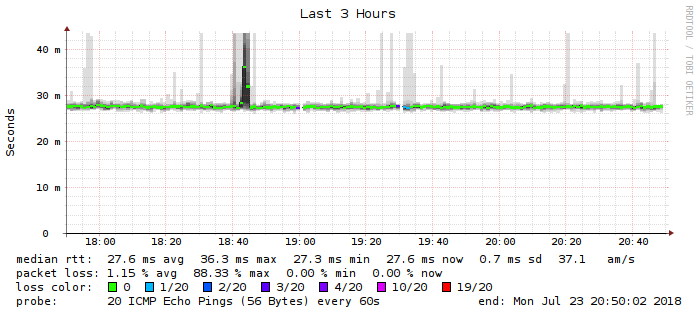 Last 3 Hours
RRDTOOL / TOBI OETIKER
Seconds
40 m
30 m
20 m
10 m
0
18:00 18:20 18:40 19:00 19:20 19:40 20:00 20:20 20:40
median rtt: 27.6 ms avg 36.3 ms max 27.3 ms min 27.6 ms now 0.7 ms sd 37.1 am/s
packet loss: 1.15 % avg 88.33 % max 0.00 % min 0.00 % now
loss color: 0 1/20 2/20 3/20 4/20 10/20 19/20
probe: 20 ICMP Echo Pings (56 Bytes) every 60s end: Mon Jul 23 20:50:02 2018